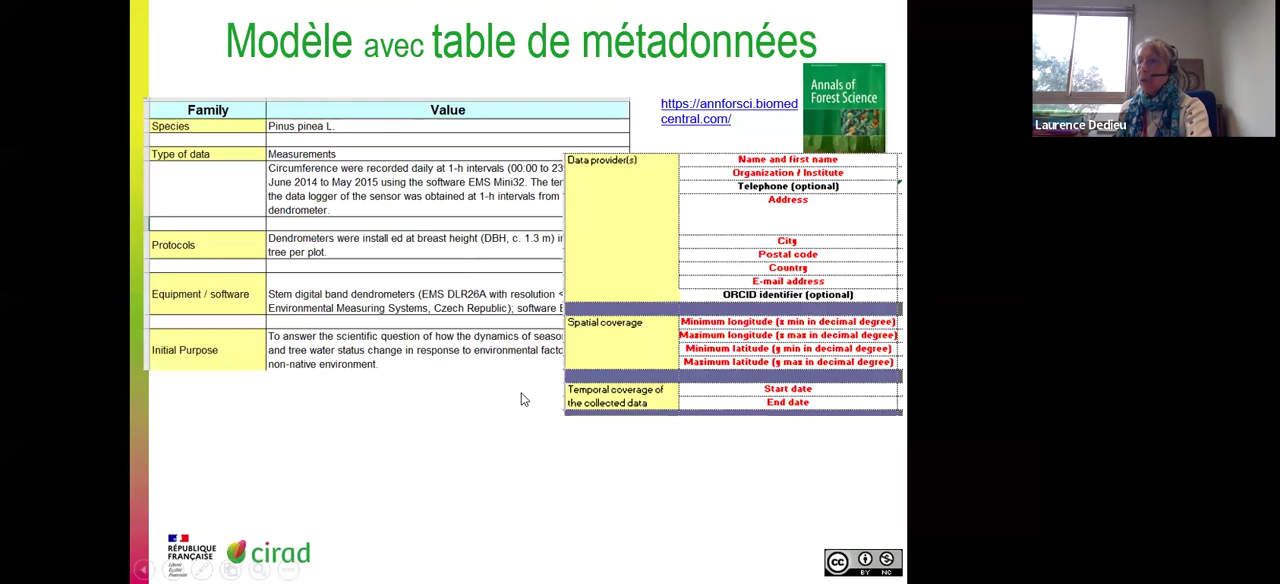 Modèle avec table de métadonnées
Family Value
Species Pinus pinea L.
Type of data Measurements
Circumference were recorded daily at 1-h intervals (00:00 to 23
June 2014 to May 2015 using the software EMS Mini32. The ter
the data logger of the sensor was obtained at 1-h intervals from
dendrometer.
Protocols
Dendrometers were install ed at breast height (DBH, c. 1.3 m) in
tree per plot.
Equipment / software
Stem digital band dendrometers (EMS DLR26A with resolution <
Environmental Measuring Systems, Czech Republic); software E
Initial Purpose
To answer the scientific question of how the dynamics of seaso
and tree water status change in response to environmental facto
non-native environment.
https://annforsci.biomed
central.com/
Annals
of Forest Science
Data provider(s)
Name and first name
Organization / Institute
Telephone (optional)
Address
City
Postal code
Country
E-mail address
ORCID identifier (optional)
Spatial coverage
Minimum longitude (x min in decimal degree)
Maximum longitude (x max in decimal degree)
Minimum latitude (y min in decimal degree)
Maximum latitude (y max in decimal degree)
Temporal coverage of
the collected data
Start date
End date
Laurence Dedieu
RÉPUBLIQUE
FRANÇAISE
Liberté
Égalité
Fraternité
cirad
cc
BY NC